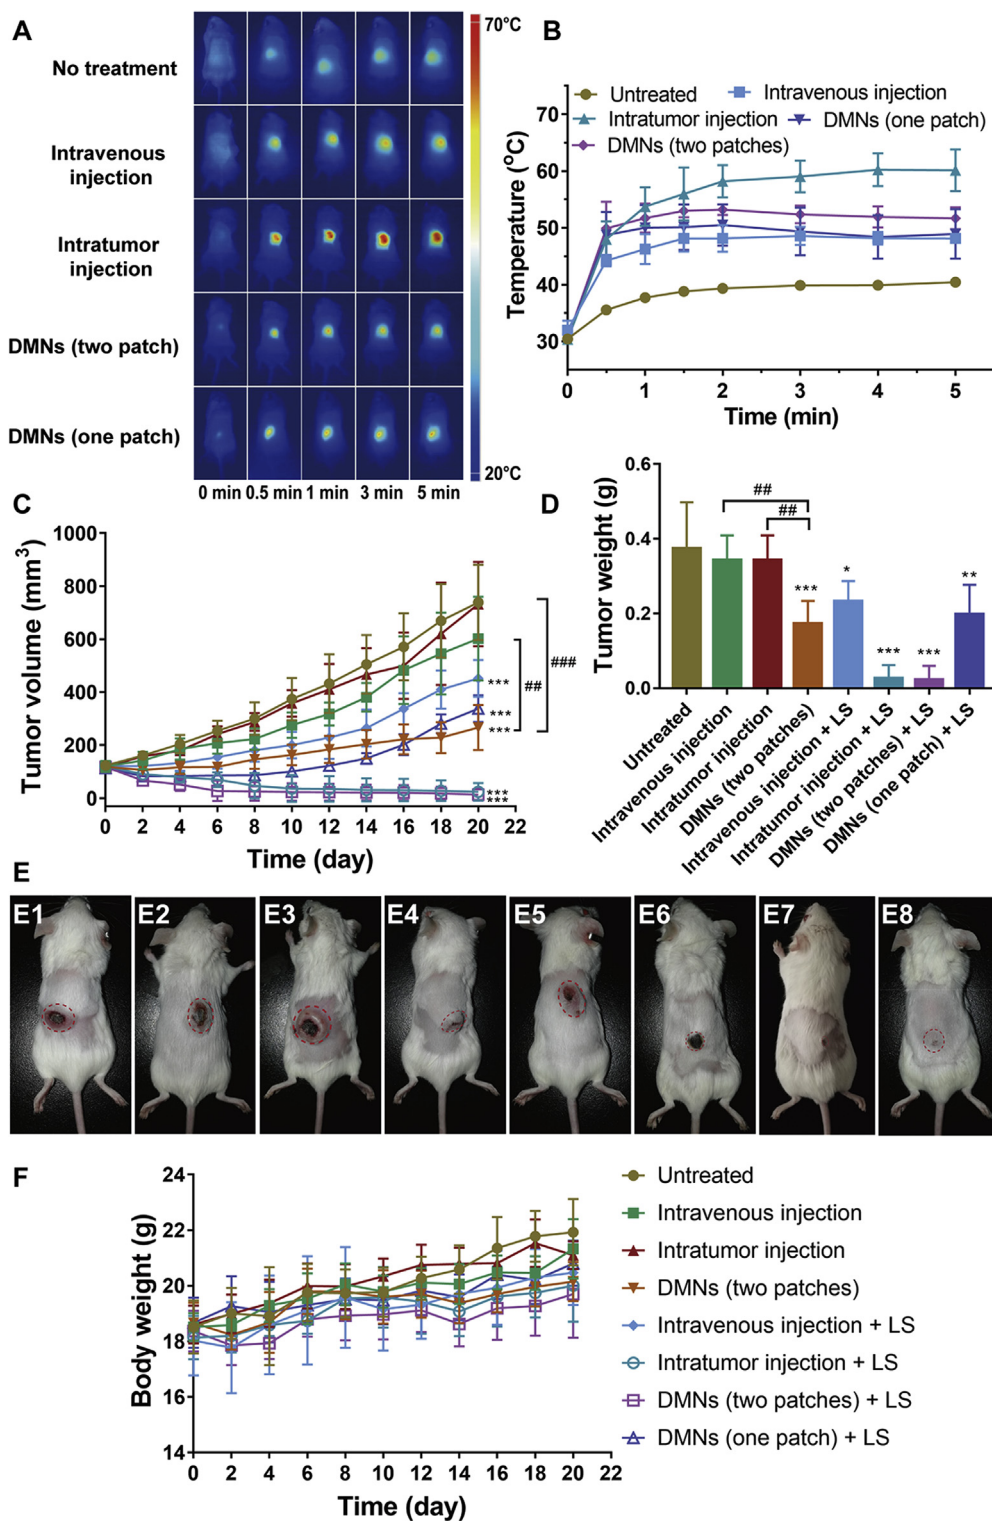 A
No treatment
Intravenous
injection
Intratumor
injection
DMNs (two patch)
DMNs (one patch)
0 min 0.5 min 1 min 3 min 5 min
70°C
20°C
B
Untreated
Intravenous injection
Intratumor injection
DMNs (one patch)
DMNs (two patches)
Temperature (°C)
70
60
50
40
30
0 1 2 3 4 5
Time (min)
C
Tumor volume (mm3)
1000
800
600
400
200
0
0 2 4 6 8 10 12 14 16 18 20 22
Time (day)
***
***
***
***
***
##
###
D
Tumor weight (g)
0.6
0.4
0.2
0.0
##
##
***
*
***
***
**
Untreated
Intravenous injection
Intratumor injection
DMNs (two patches)
Intravenous injection + LS
Intratumor injection + LS
DMNs (two patches) + LS
DMNs (one patch) + LS
E
E1 E2 E3 E4 E5 E6 E7 E8
F
Body weight (g)
24
22
20
18
16
14
0 2 4 6 8 10 12 14 16 18 20 22
Time (day)
Untreated
Intravenous injection
Intratumor injection
DMNs (two patches)
Intravenous injection + LS
Intratumor injection + LS
DMNs (two patches) + LS
DMNs (one patch) + LS